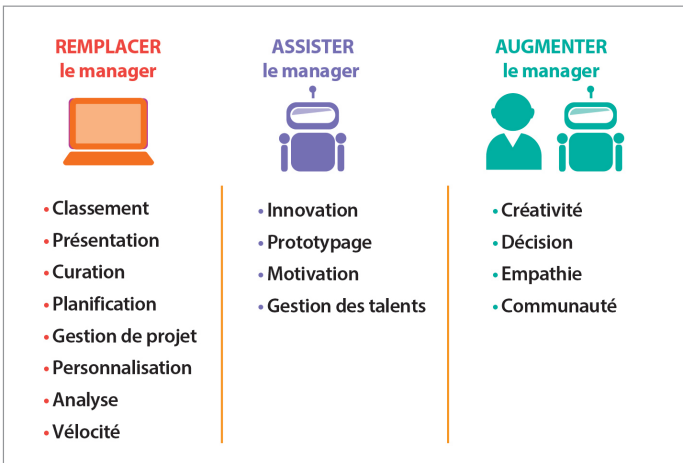 REMPLACER
le manager
• Classement
• Présentation
• Curation
• Planification
• Gestion de projet
• Personnalisation
• Analyse
• Vélocité
ASSISTER
le manager
• Innovation
• Prototypage
• Motivation
• Gestion des talents
AUGMENTER
le manager
• Créativité
• Décision
• Empathie
• Communauté